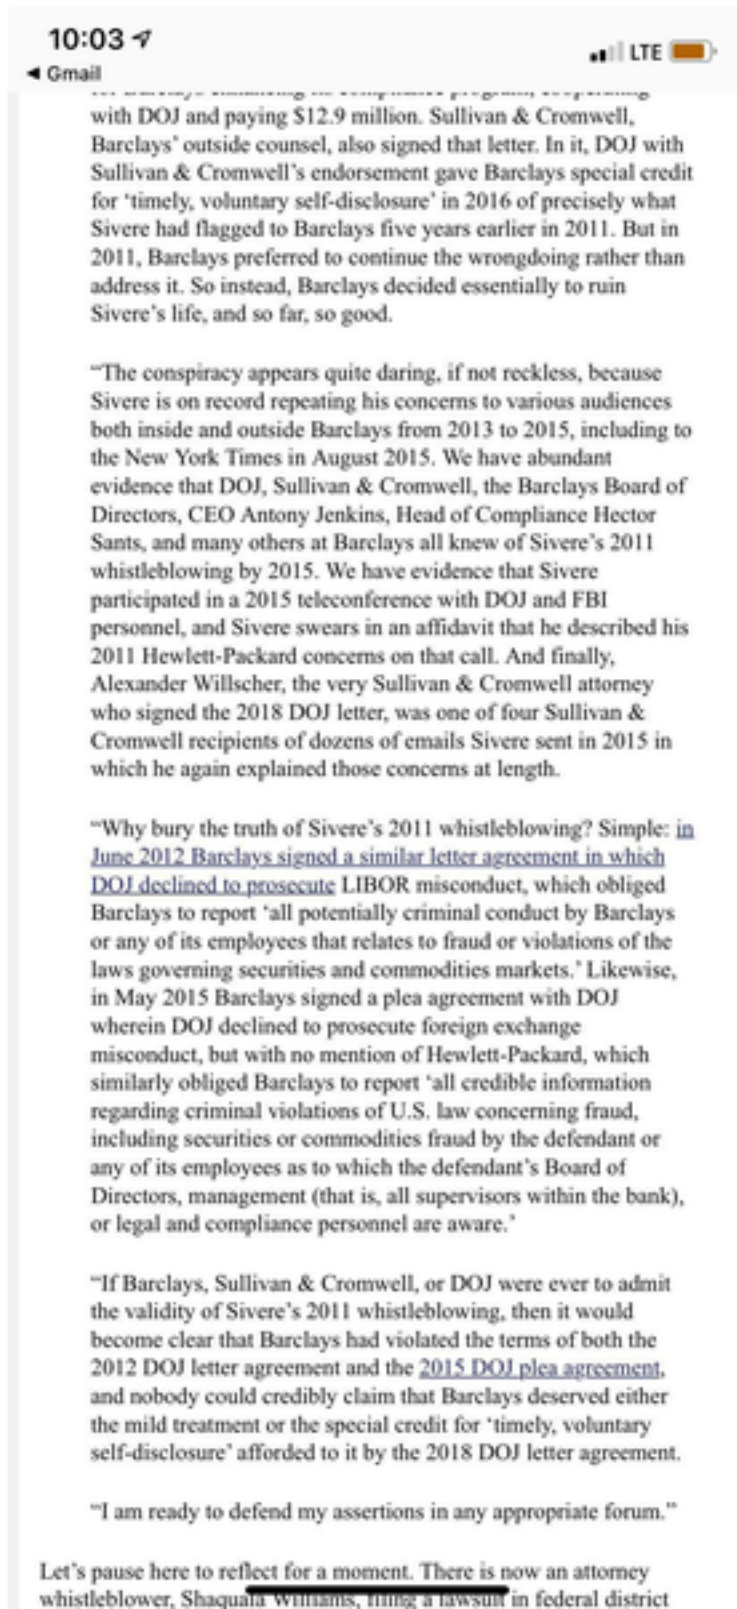 10:03
LTE
◄ Gmail
with DOJ and paying $12.9 million. Sullivan & Cromwell,
Barclays' outside counsel, also signed that letter. In it, DOJ with
Sullivan & Cromwell's endorsement gave Barclays special credit
for 'timely, voluntary self-disclosure' in 2016 of precisely what
Sivere had flagged to Barclays five years earlier in 2011. But in
2011, Barclays preferred to continue the wrongdoing rather than
address it. So instead, Barclays decided essentially to ruin
Sivere's life, and so far, so good.
"The conspiracy appears quite daring, if not reckless, because
Sivere is on record repeating his concerns to various audiences
both inside and outside Barclays from 2013 to 2015, including to
the New York Times in August 2015. We have abundant
evidence that DOJ, Sullivan & Cromwell, the Barclays Board of
Directors, CEO Antony Jenkins, Head of Compliance Hector
Sants, and many others at Barclays all knew of Sivere's 2011
whistleblowing by 2015. We have evidence that Sivere
participated in a 2015 teleconference with DOJ and FBI
personnel, and Sivere swears in an affidavit that he described his
2011 Hewlett-Packard concerns on that call. And finally,
Alexander Willscher, the very Sullivan & Cromwell attorney
who signed the 2018 DOJ letter, was one of four Sullivan &
Cromwell recipients of dozens of emails Sivere sent in 2015 in
which he again explained those concerns at length.
"Why bury the truth of Sivere's 2011 whistleblowing? Simple: in
June 2012 Barclays signed a similar letter agreement in which
DOJ declined to prosecute LIBOR misconduct, which obliged
Barclays to report 'all potentially criminal conduct by Barclays
or any of its employees that relates to fraud or violations of the
laws governing securities and commodities markets.' Likewise,
in May 2015 Barclays signed a plea agreement with DOJ
wherein DOJ declined to prosecute foreign exchange
misconduct, but with no mention of Hewlett-Packard, which
similarly obliged Barclays to report 'all credible information
regarding criminal violations of U.S. law concerning fraud,
including securities or commodities fraud by the defendant or
any of its employees as to which the defendant's Board of
Directors, management (that is, all supervisors within the bank),
or legal and compliance personnel are aware.'
"If Barclays, Sullivan & Cromwell, or DOJ were ever to admit
the validity of Sivere's 2011 whistleblowing, then it would
become clear that Barclays had violated the terms of both the
2012 DOJ letter agreement and the 2015 DOJ plea agreement,
and nobody could credibly claim that Barclays deserved either
the mild treatment or the special credit for 'timely, voluntary
self-disclosure' afforded to it by the 2018 DOJ letter agreement.
"I am ready to defend my assertions in any appropriate forum."
Let's pause here to reflect for a moment. There is now an attorney
whistleblower, Shaquala Williams, filing a lawsuit in federal district